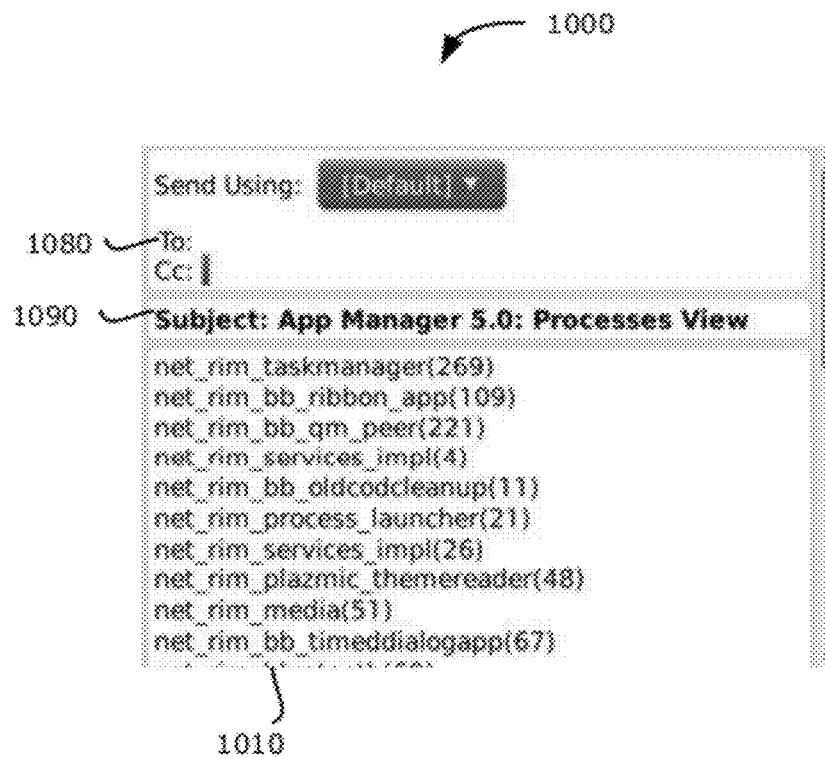 1000
Send Using: [Default] ▼
1080 To:
Cc:
1090 Subject: App Manager 5.0: Processes View
net_rim_taskmanager(269)
net_rim_bb_ribbon_app(109)
net_rim_bb_qm_peer(221)
net_rim_services_impl(4)
net_rim_bb_oldcodcleanup(11)
net_rim_process_launcher(21)
net_rim_services_impl(26)
net_rim_plazmic_themereader(48)
net_rim_media(51)
net_rim_bb_timeddialogapp(67)
1010